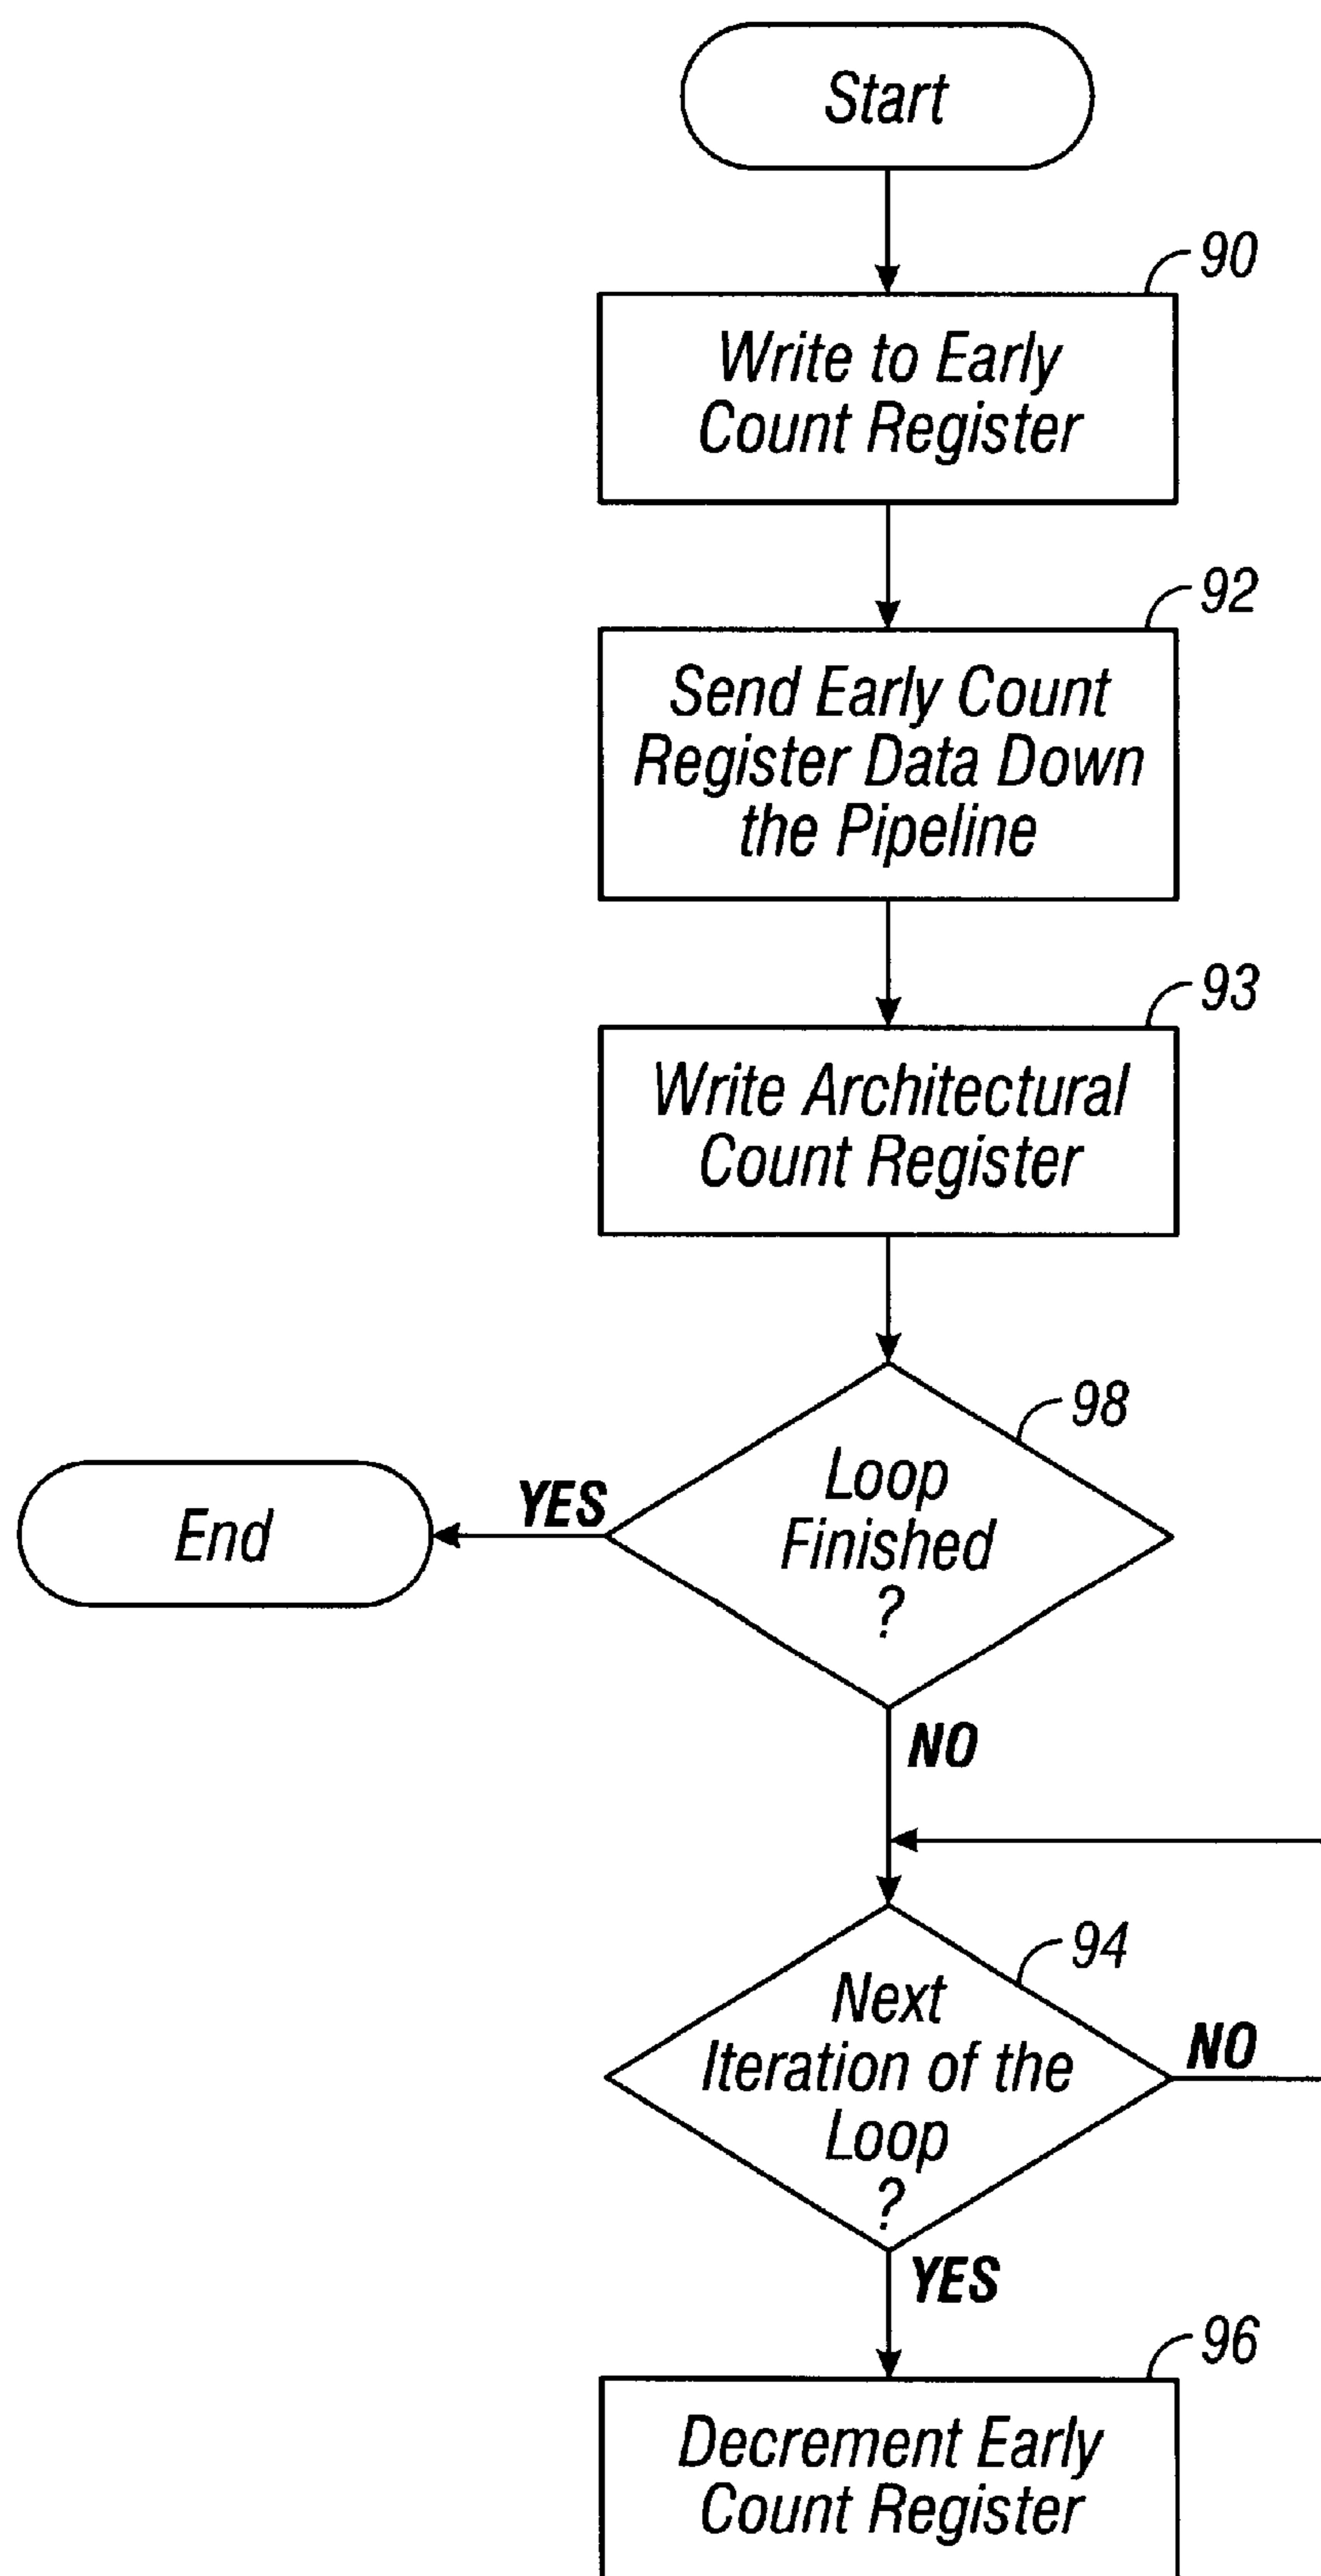 Start
90
Write to Early
Count Register
92
Send Early Count
Register Data Down
the Pipeline
93
Write Architectural
Count Register
98
Loop
Finished
?
YES
End
NO
94
Next
Iteration of the
Loop
?
NO
YES
96
Decrement Early
Count Register